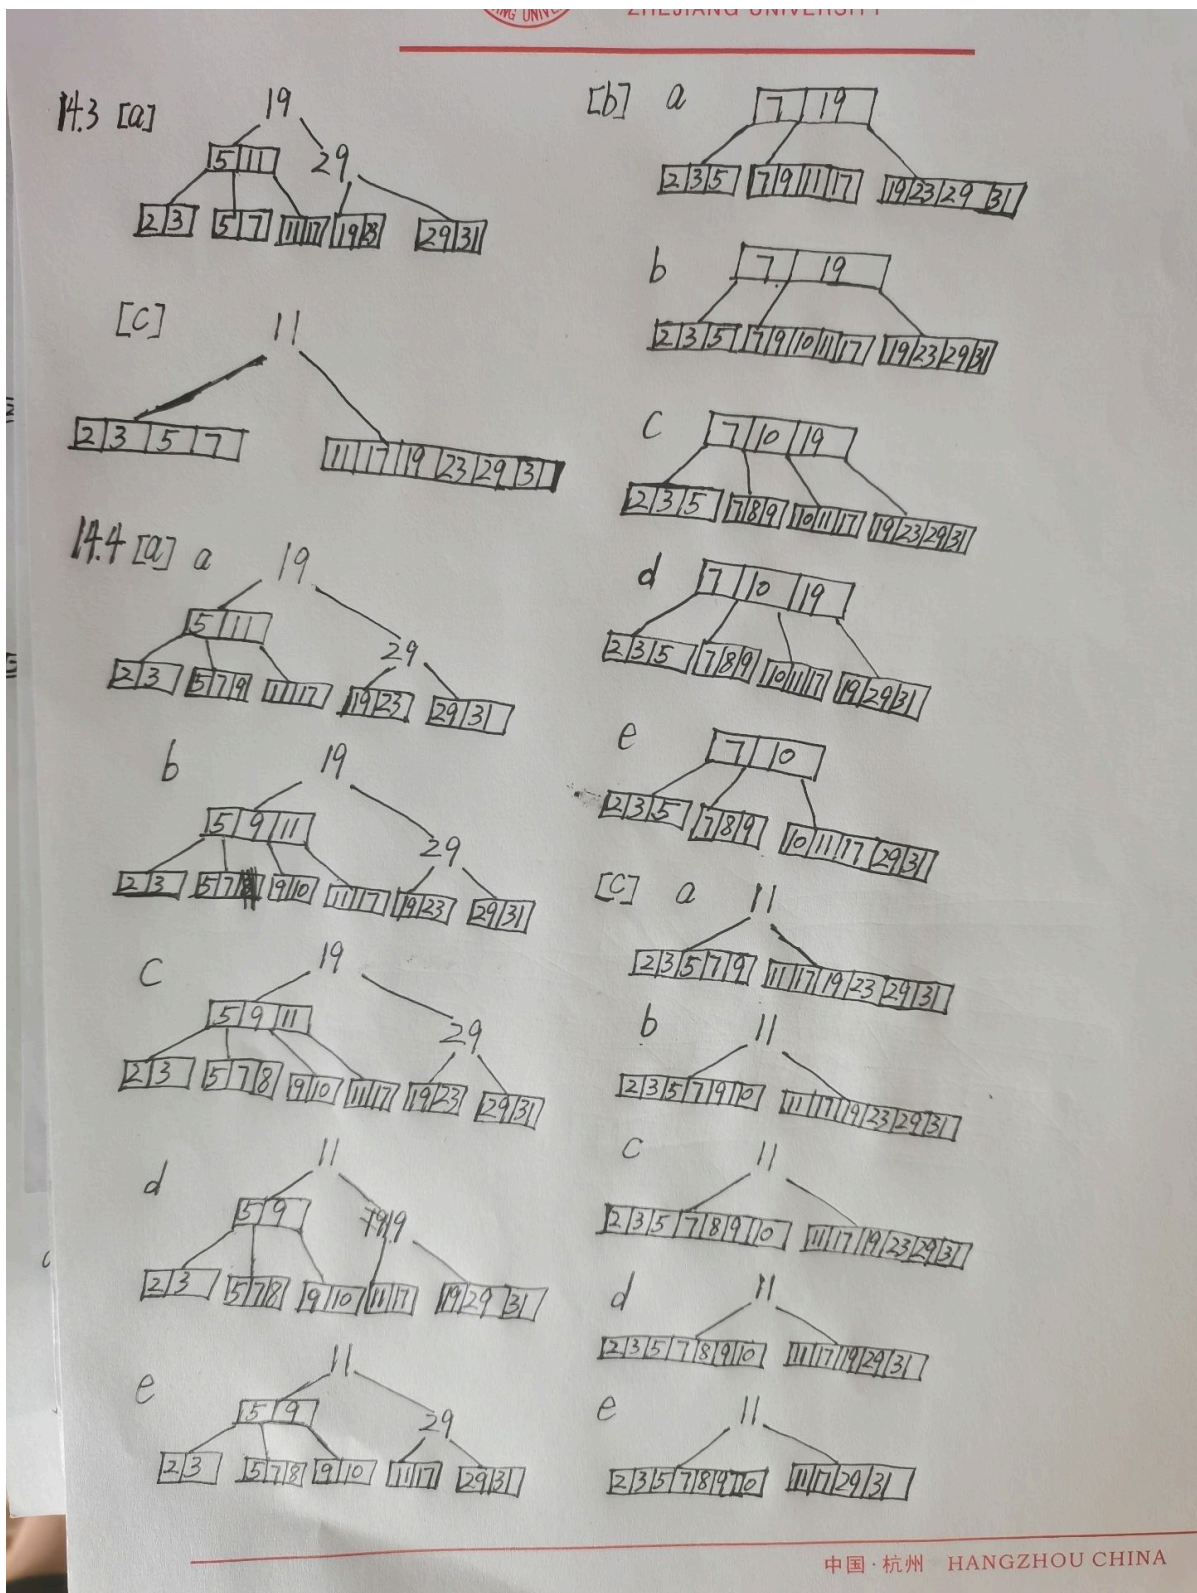 ZHEJIANG UNIVERSITY
14.3 [a]
19
5 11 29
2 3 5 7 11 17 19 23 29 31
[c]
11
2 3 5 7 11 17 19 23 29 31
14.4 [a] a
19
5 11
29
2 3 5 7 9 11 17 19 23 29 31
b
19
5 9 11
29
2 3 5 7 9 10 11 17 19 23 29 31
c
19
5 9 11
29
2 3 5 7 8 9 10 11 17 19 23 29 31
d
11
5 9 19
2 3 5 7 8 9 10 11 17 19 29 31
e
11
5 9
29
2 3 5 7 8 9 10 11 17 29 31
[b] a
7 19
2 3 5 7 9 11 17 19 23 29 31
b
7 19
2 3 5 7 9 10 11 17 19 23 29 31
c
7 10 19
2 3 5 7 8 9 10 11 17 19 23 29 31
d
7 10 19
2 3 5 7 8 9 10 11 17 19 29 31
e
7 10
2 3 5 7 8 9 10 11 17 29 31
[c] a
11
2 3 5 7 9 11 17 19 23 29 31
b
11
2 3 5 7 9 10 11 17 19 23 29 31
c
11
2 3 5 7 8 9 10 11 17 19 23 29 31
d
11
2 3 5 7 8 9 10 11 17 19 29 31
e
11
2 3 5 7 8 9 10 11 17 29 31
中国·杭州 HANGZHOU CHINA